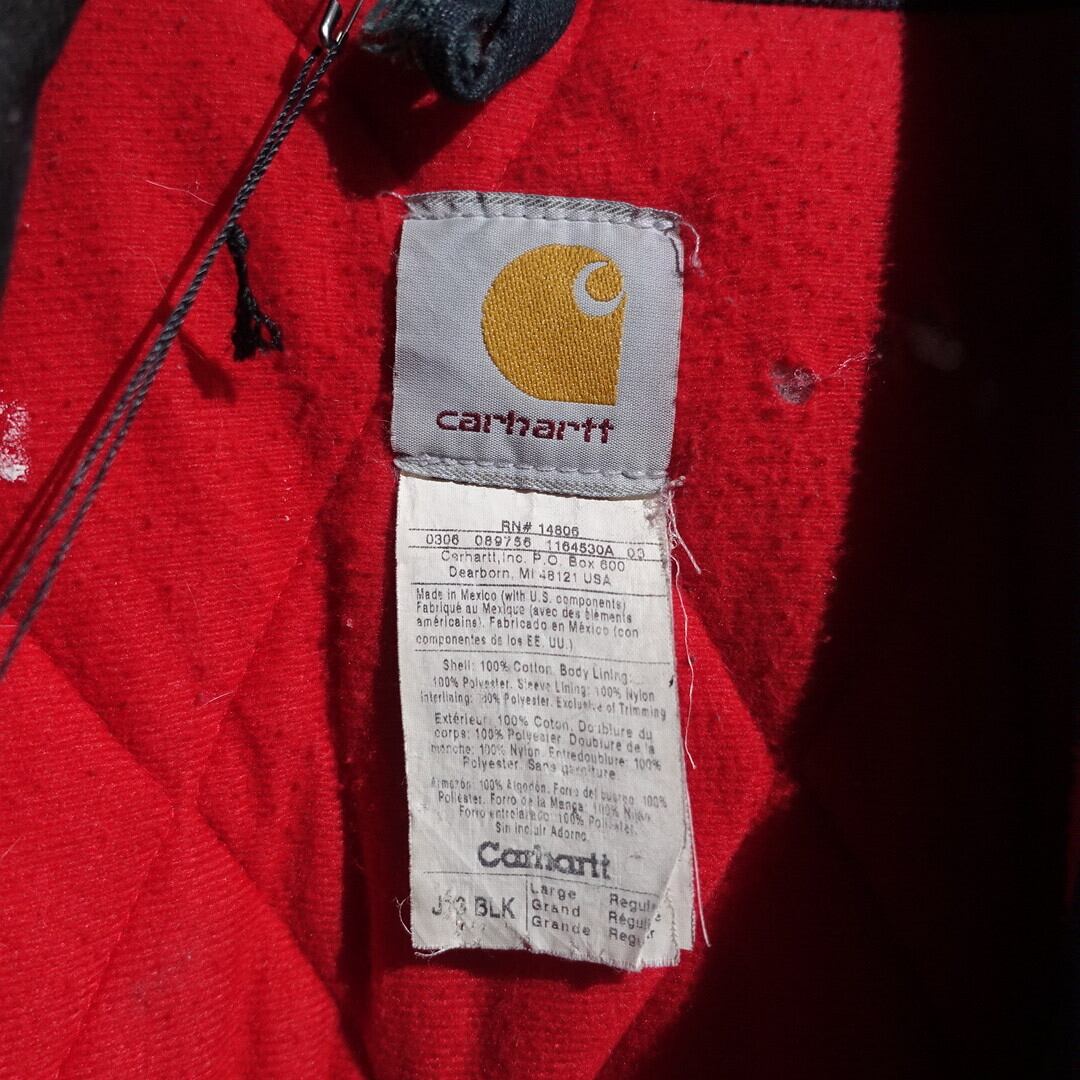 carhartt
RN# 14806
0306 089756 1164530A 03
Carhartt, Inc. P.O. Box 600
Dearborn, MI 48121 USA
Made in Mexico (with U.S. components)
Fabriqué au Mexique (avec des éléments
américains). Fabricado en México (con
componentes de los EE. UU.)
Shell: 100% Cotton. Body Lining:
100% Polyester. Sleeve Lining: 100% Nylon
Interlining: 100% Polyester. Exclusive of Trimming
Extérieur: 100% Coton. Doublure du
corps: 100% Polyester. Doublure de la
manche: 100% Nylon. Entredoublure: 100%
Polyester. Sans garniture.
Armazón: 100% Algodón. Forro del cuerpo: 100%
Poliéster. Forro de la Manga: 100% Nilon
Forro entrelazado: 100% Poliéster.
Sin incluir Adorno.
Carhartt
BLK
Large
Grand
Grande